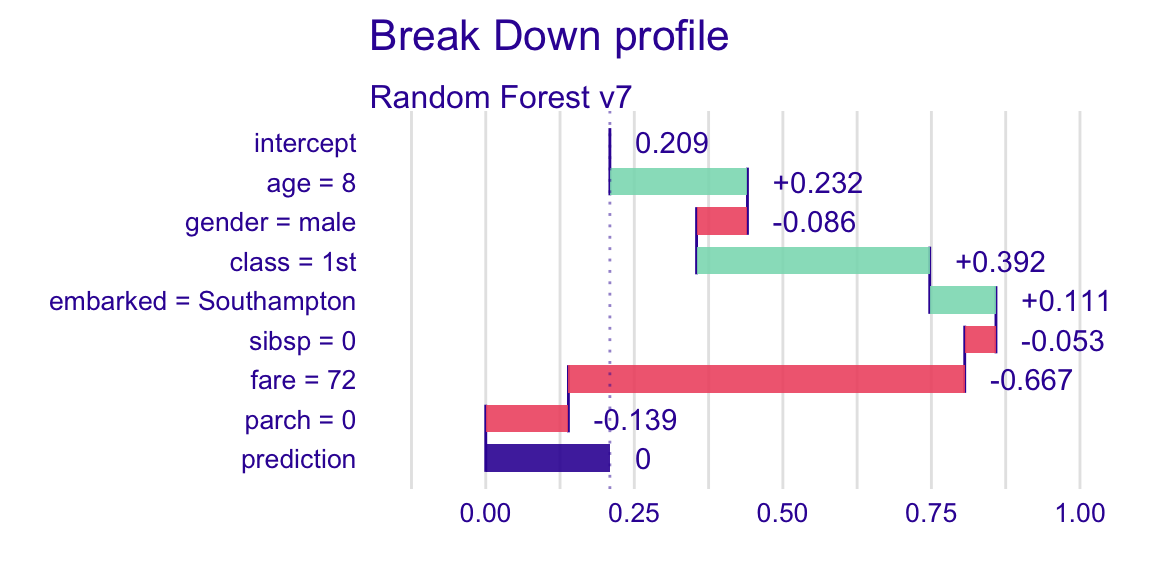 Break Down profile
Random Forest v7
intercept 0.209
age = 8 +0.232
gender = male -0.086
class = 1st +0.392
embarked = Southampton +0.111
sibsp = 0 -0.053
fare = 72 -0.667
parch = 0 -0.139
prediction 0
0.00 0.25 0.50 0.75 1.00